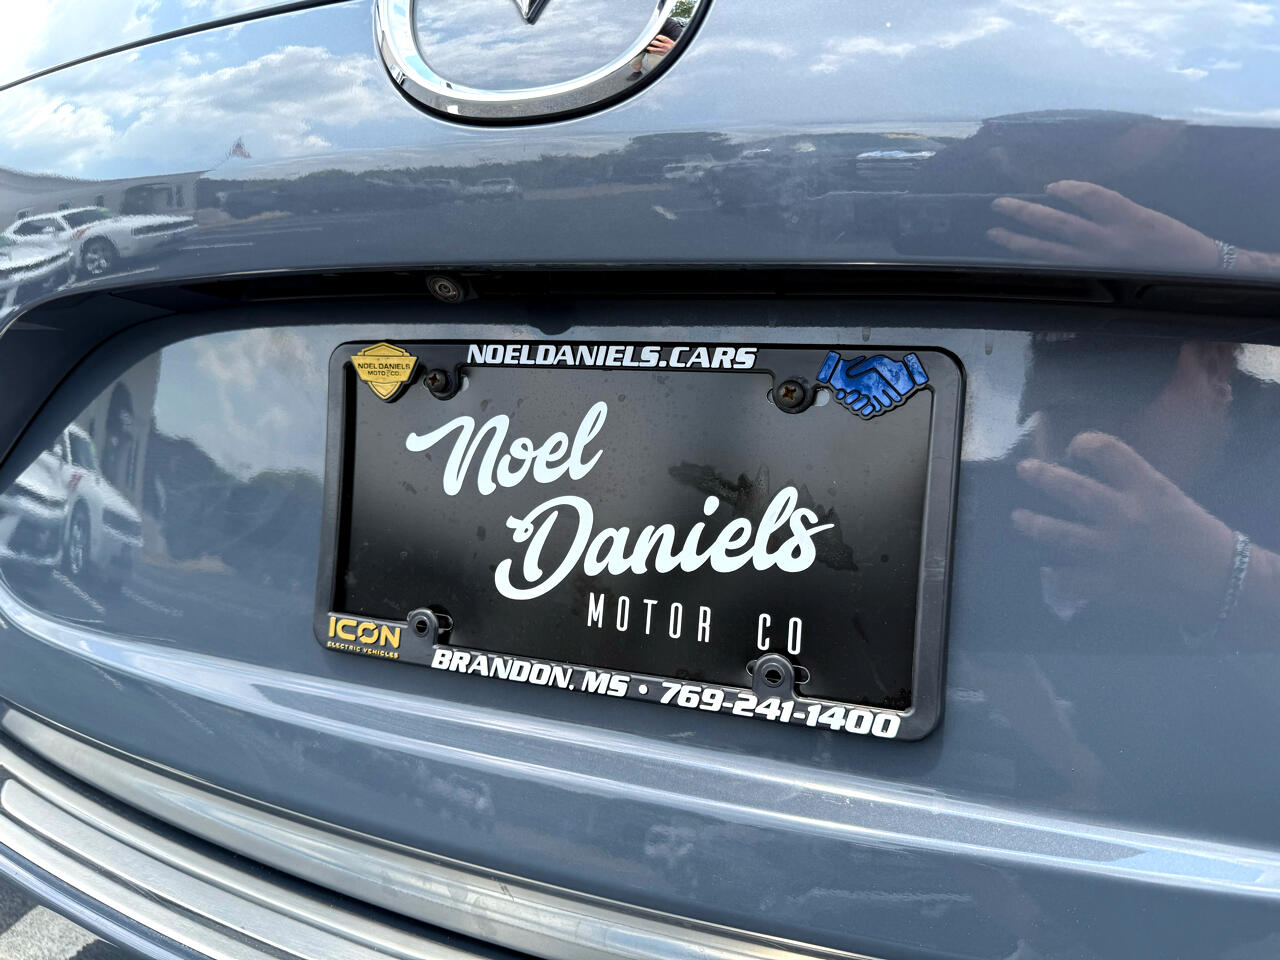 NOELDANIELS.CARS
NOEL DANIELS
MOTOR CO.
Noel
Daniels
MOTOR CO
ICON
ELECTRIC VEHICLES
BRANDON, MS • 769-241-1400